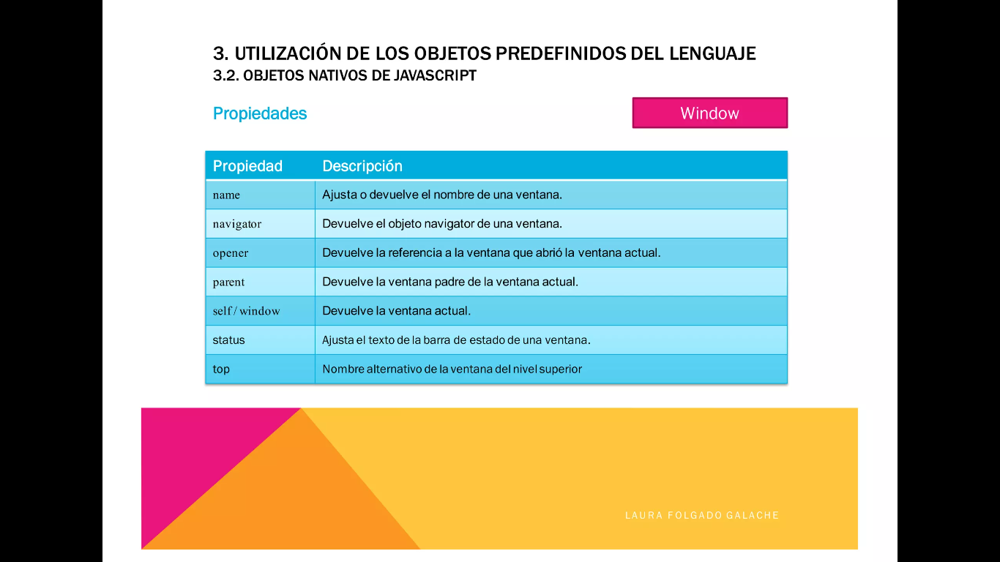 3. UTILIZACIÓN DE LOS OBJETOS PREDEFINIDOS DEL LENGUAJE
3.2. OBJETOS NATIVOS DE JAVASCRIPT
Propiedades
Window
Propiedad Descripción
name Ajusta o devuelve el nombre de una ventana.
navigator Devuelve el objeto navigator de una ventana.
opener Devuelve la referencia a la ventana que abrió la ventana actual.
parent Devuelve la ventana padre de la ventana actual.
self / window Devuelve la ventana actual.
status Ajusta el texto de la barra de estado de una ventana.
top Nombre alternativo de la ventana del nivel superior
LAURA FOLGADO GALACHE